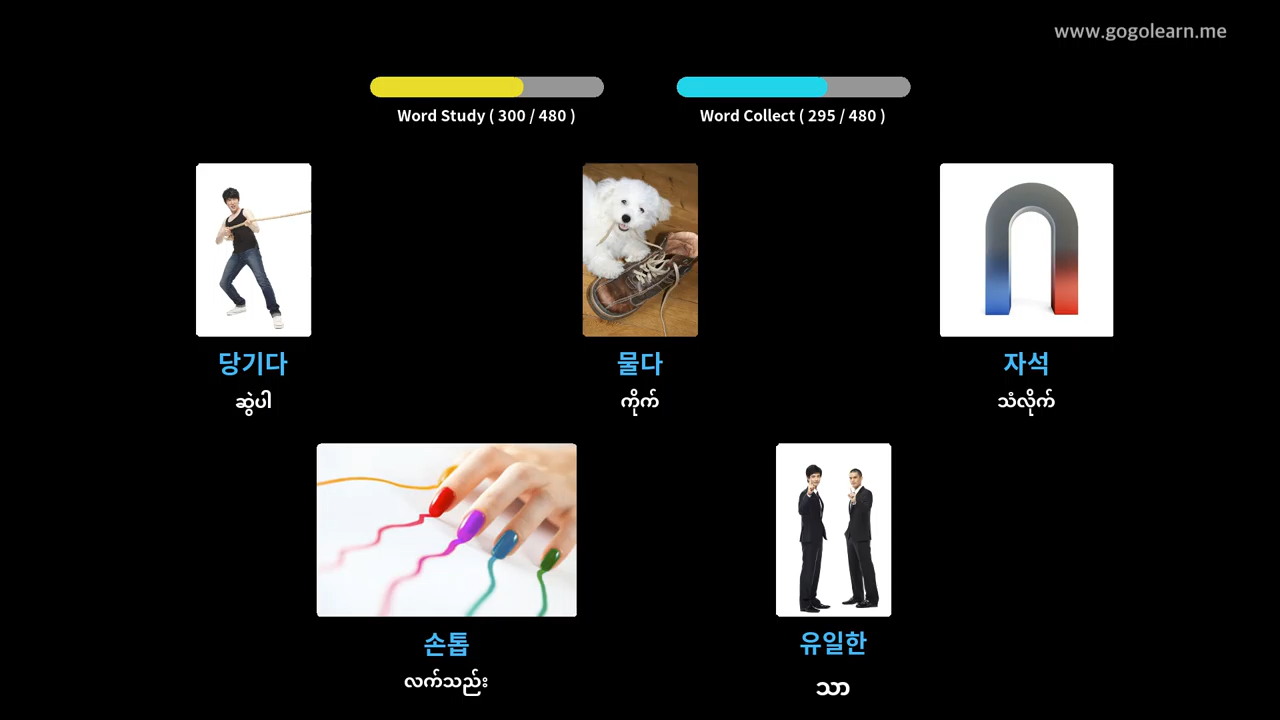 www.gogolearn.me
Word Study ( 300 / 480 )
Word Collect ( 295 / 480 )
당기다
ဆွဲပါ
물다
ကိုက်
자석
သံလိုက်
손톱
လက်သည်း
유일한
သာ